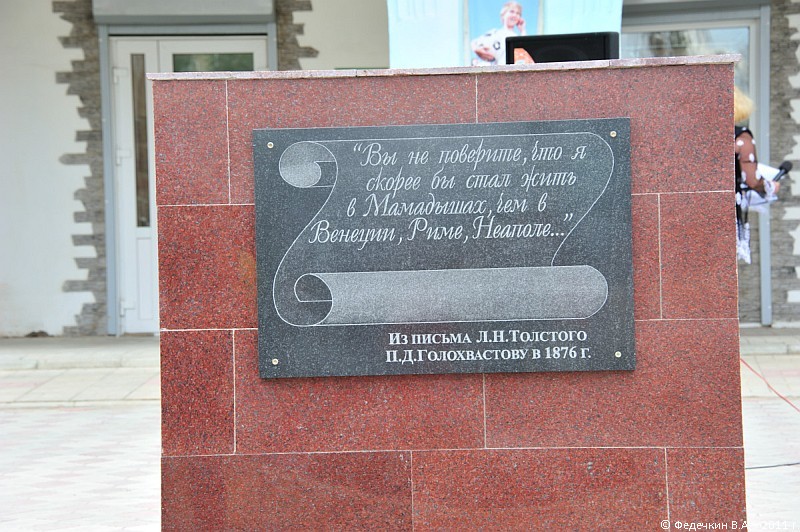 “Вы не поверите, что я
скорее бы стал жить
в Мамадышах, чем в
Венеции, Риме, Неаполе...”
Из письма Л.Н.Толстого
П.Д.Голохвастову в 1876 г.
© Федечкин В.А. 2011 г.